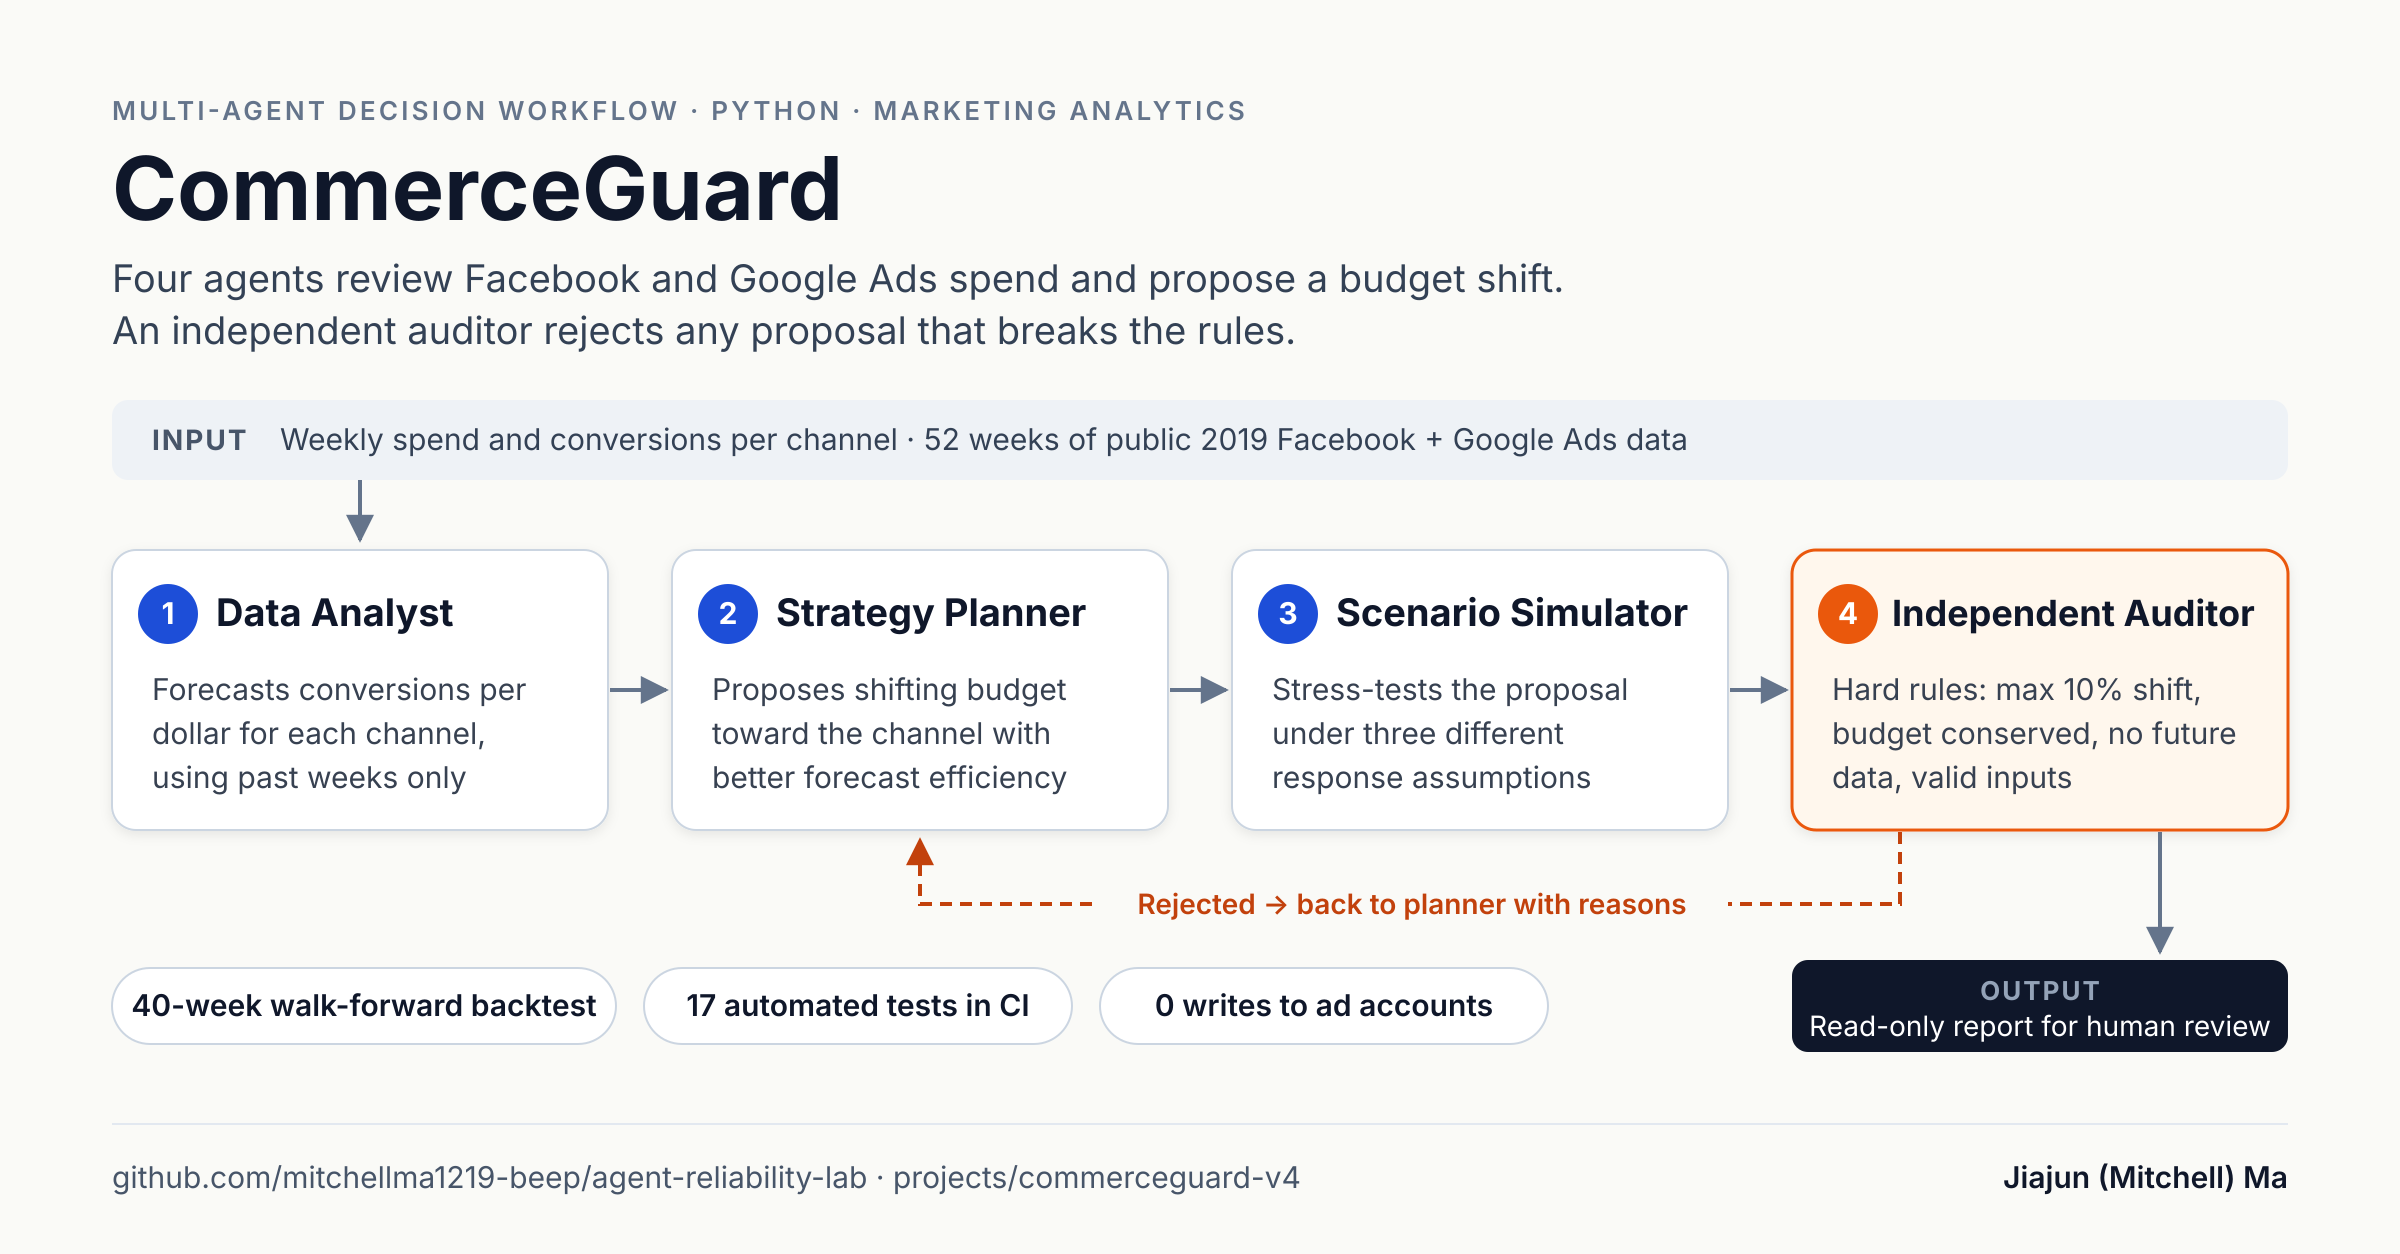 MULTI-AGENT DECISION WORKFLOW · PYTHON · MARKETING ANALYTICS
CommerceGuard
Four agents review Facebook and Google Ads spend and propose a budget shift.
An independent auditor rejects any proposal that breaks the rules.
INPUT Weekly spend and conversions per channel · 52 weeks of public 2019 Facebook + Google Ads data
1 Data Analyst
Forecasts conversions per
dollar for each channel,
using past weeks only
2 Strategy Planner
Proposes shifting budget
toward the channel with
better forecast efficiency
3 Scenario Simulator
Stress-tests the proposal
under three different
response assumptions
4 Independent Auditor
Hard rules: max 10% shift,
budget conserved, no future
data, valid inputs
Rejected → back to planner with reasons
40-week walk-forward backtest
17 automated tests in CI
0 writes to ad accounts
OUTPUT
Read-only report for human review
github.com/mitchellma1219-beep/agent-reliability-lab · projects/commerceguard-v4
Jiajun (Mitchell) Ma